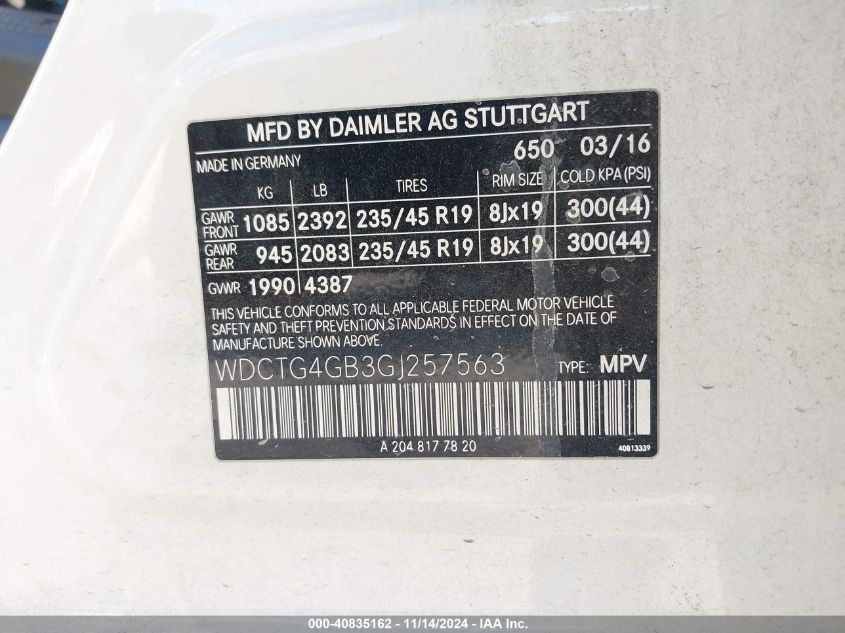 MFD BY DAIMLER AG STUTTGART
MADE IN GERMANY 650 03/16
KG LB TIRES RIM SIZE COLD KPA (PSI)
GAWR FRONT 1085 2392 235/45 R19 8Jx19 300(44)
GAWR REAR 945 2083 235/45 R19 8Jx19 300(44)
GVWR 1990 4387
THIS VEHICLE CONFORMS TO ALL APPLICABLE FEDERAL MOTOR VEHICLE
SAFETY AND THEFT PREVENTION STANDARDS IN EFFECT ON THE DATE OF
MANUFACTURE SHOWN ABOVE.
WDCTG4GB3GJ257563 TYPE: MPV
A 204 817 78 20 40813339
000-40835162 - 11/14/2024 - IAA Inc.